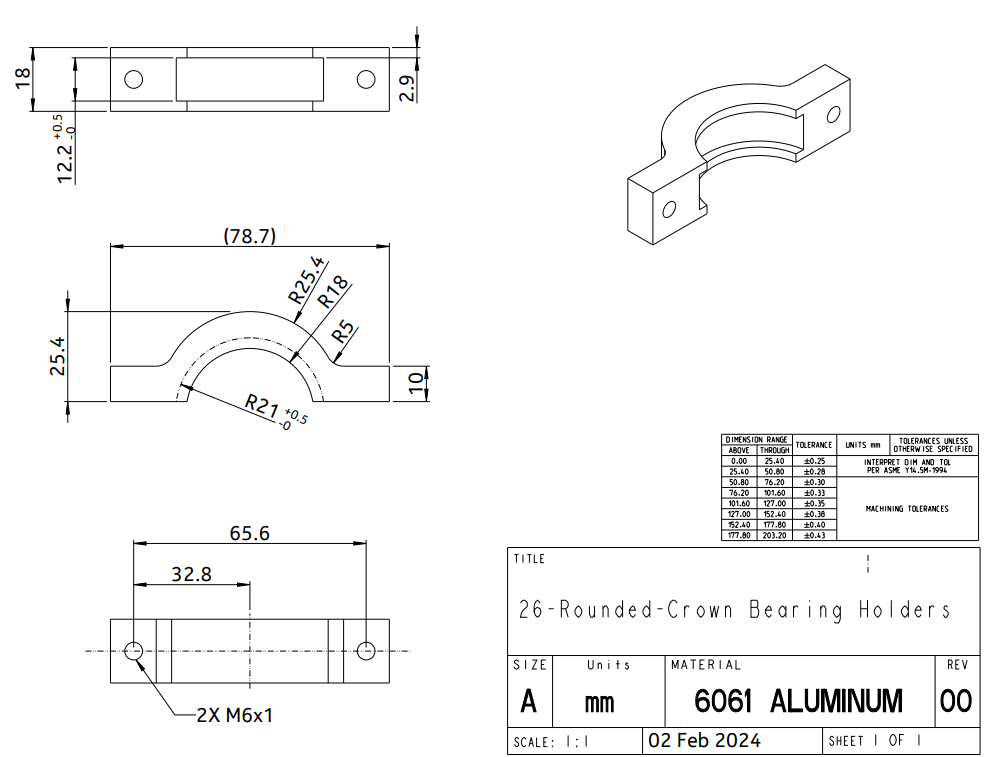 18
12.2 +0.5 -0
2.9
(78.7)
R25.4
R18
R5
25.4
10
R21 +0.5 -0
65.6
32.8
2X M6x1
DIMENSION RANGE TOLERANCE UNITS mm TOLERANCES UNLESS OTHERWISE SPECIFIED
ABOVE THROUGH
0.00 25.40 ±0.25 INTERPRET DIM AND TOL
25.40 50.80 ±0.28 PER ASME Y14.5M-1994
50.80 76.20 ±0.30
76.20 101.60 ±0.33
101.60 127.00 ±0.35 MACHINING TOLERANCES
127.00 152.40 ±0.38
152.40 177.80 ±0.40
177.80 203.20 ±0.43
TITLE
26-Rounded-Crown Bearing Holders
SIZE Units MATERIAL REV
A mm 6061 ALUMINUM 00
SCALE: 1:1 02 Feb 2024 SHEET 1 OF 1